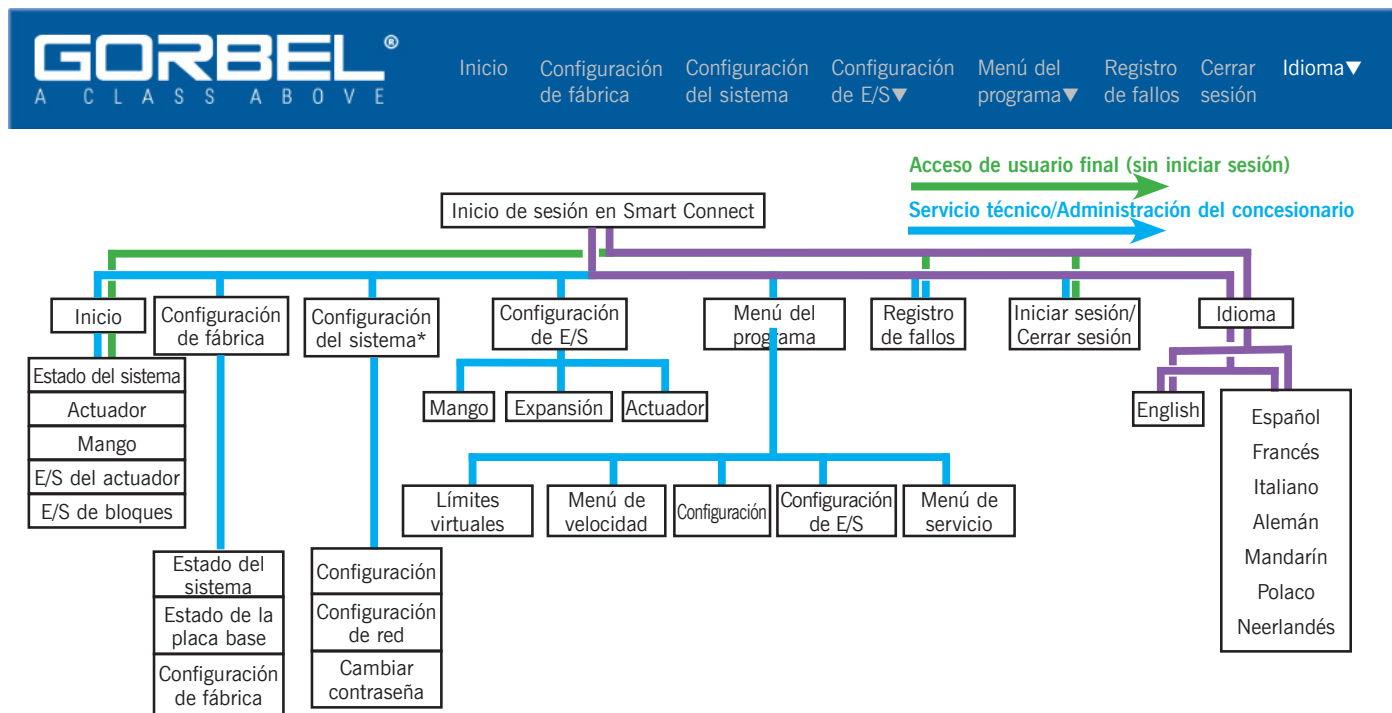 GORBEL®
A CLASS ABOVE
Inicio
Configuración
de fábrica
Configuración
del sistema
Configuración
de E/S▼
Menú del
programa▼
Registro
de fallos
Cerrar
sesión
Idioma▼
Acceso de usuario final (sin iniciar sesión)
Servicio técnico/Administración del concesionario
Inicio de sesión en Smart Connect
Inicio
Configuración
de fábrica
Configuración
del sistema*
Configuración
de E/S
Menú del
programa
Registro
de fallos
Iniciar sesión/
Cerrar sesión
Idioma
Estado del sistema
Actuador
Mango
E/S del actuador
E/S de bloques
Mango
Expansión
Actuador
English
Español
Francés
Italiano
Alemán
Mandarín
Polaco
Neerlandés
Límites
virtuales
Menú de
velocidad
Configuración
Configuración
de E/S
Menú de
servicio
Estado del
sistema
Estado de la
placa base
Configuración
de fábrica
Configuración
Configuración
de red
Cambiar
contraseña